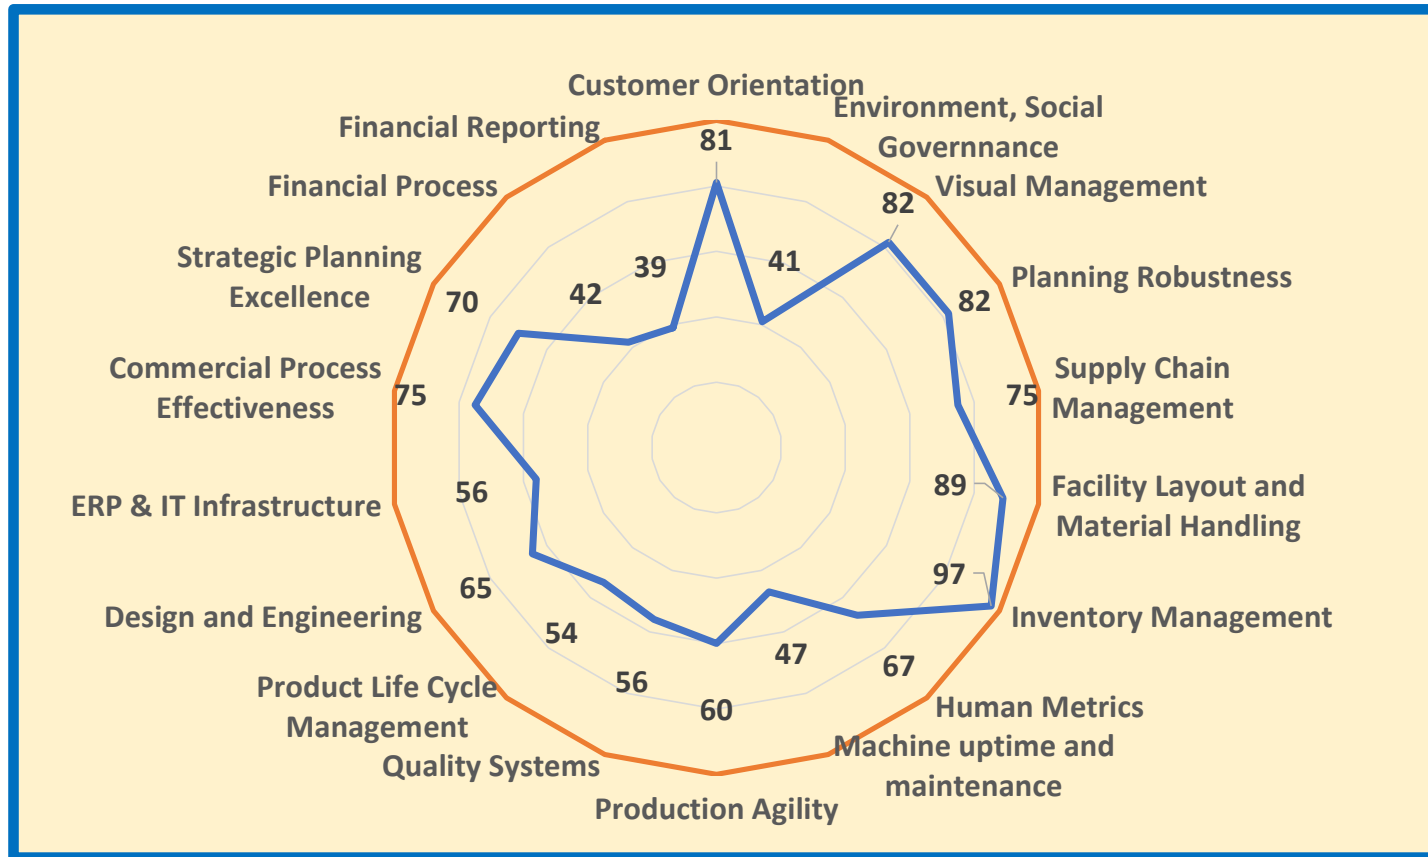 Customer Orientation
81
Environment, Social
Governnance
41
Visual Management
82
Planning Robustness
82
Supply Chain
Management
75
Facility Layout and
Material Handling
89
Inventory Management
97
Human Metrics
67
Machine uptime and
maintenance
47
Production Agility
60
Quality Systems
56
Product Life Cycle
Management
54
Design and Engineering
65
ERP & IT Infrastructure
56
Commercial Process
Effectiveness
75
Strategic Planning
Excellence
70
Financial Process
42
Financial Reporting
39